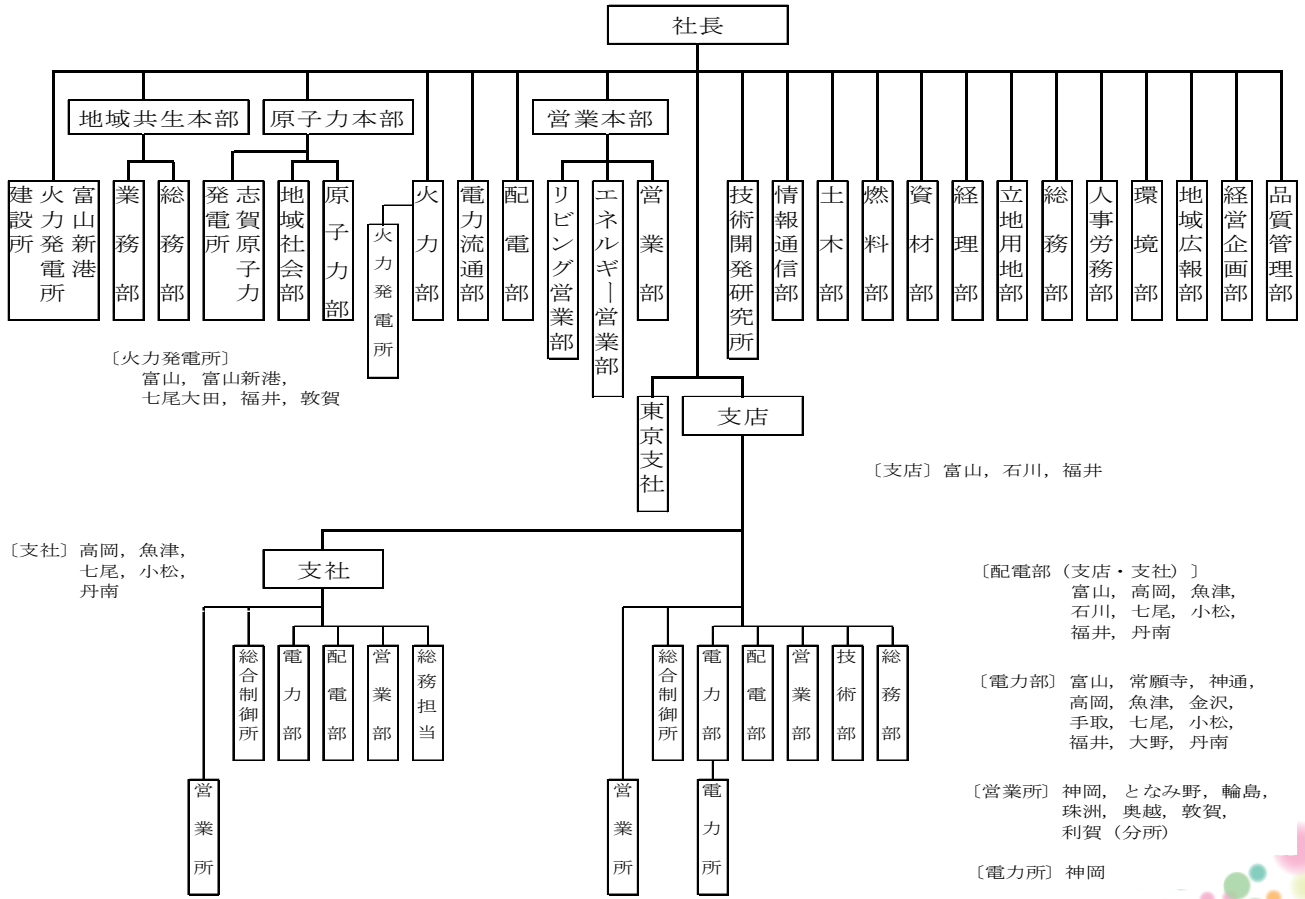 社長
地域共生本部
原子力本部
営業本部
富山新港
火力発電所
建設所
業務部
総務部
志賀原子力
発電所
地域社会部
原子力部
火力部
火力発電所
電力流通部
配電部
リビング営業部
エネルギー営業部
営業部
技術開発研究所
情報通信部
土木部
燃料部
資材部
経理部
立地用地部
総務部
人事労務部
環境部
地域広報部
経営企画部
品質管理部
〔火力発電所〕
富山，富山新港，
七尾大田，福井，敦賀
東京支社
支店
〔支店〕富山，石川，福井
〔支社〕高岡，魚津，
七尾，小松，
丹南
支社
総合制御所
電力部
配電部
営業部
総務担当
営業所
総合制御所
電力部
配電部
営業部
技術部
総務部
営業所
電力所
〔配電部（支店・支社）〕
富山，高岡，魚津，
石川，七尾，小松，
福井，丹南
〔電力部〕富山，常願寺，神通，
高岡，魚津，金沢，
手取，七尾，小松，
福井，大野，丹南
〔営業所〕神岡，となみ野，輪島，
珠洲，奥越，敦賀，
利賀（分所）
〔電力所〕神岡